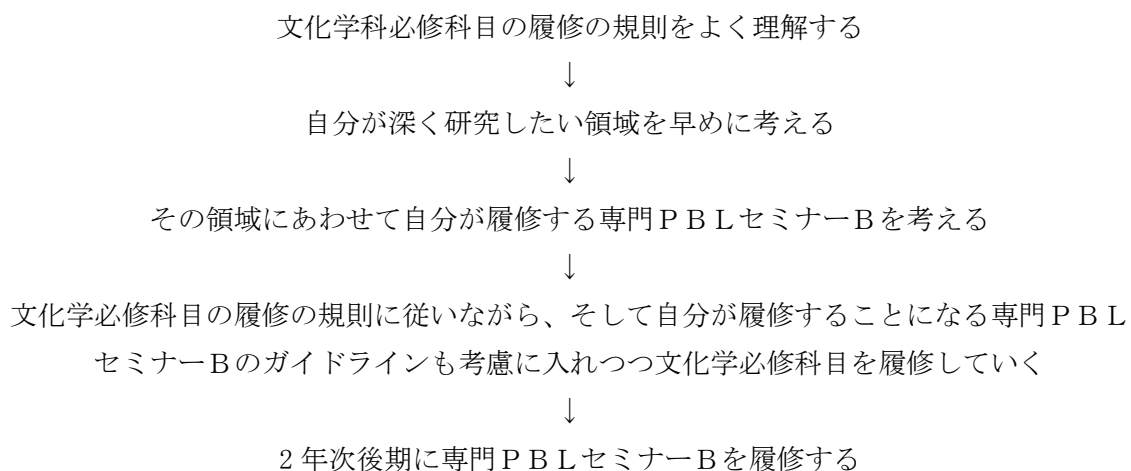 文化学科必修科目の履修の規則をよく理解する
↓
自分が深く研究したい領域を早めに考える
↓
その領域にあわせて自分が履修する専門ＰＢＬセミナーＢを考える
↓
文化学必修科目の履修の規則に従いながら、そして自分が履修することになる専門ＰＢＬ
セミナーＢのガイドラインも考慮に入れつつ文化学必修科目を履修していく
↓
2 年次後期に専門ＰＢＬセミナーＢを履修する